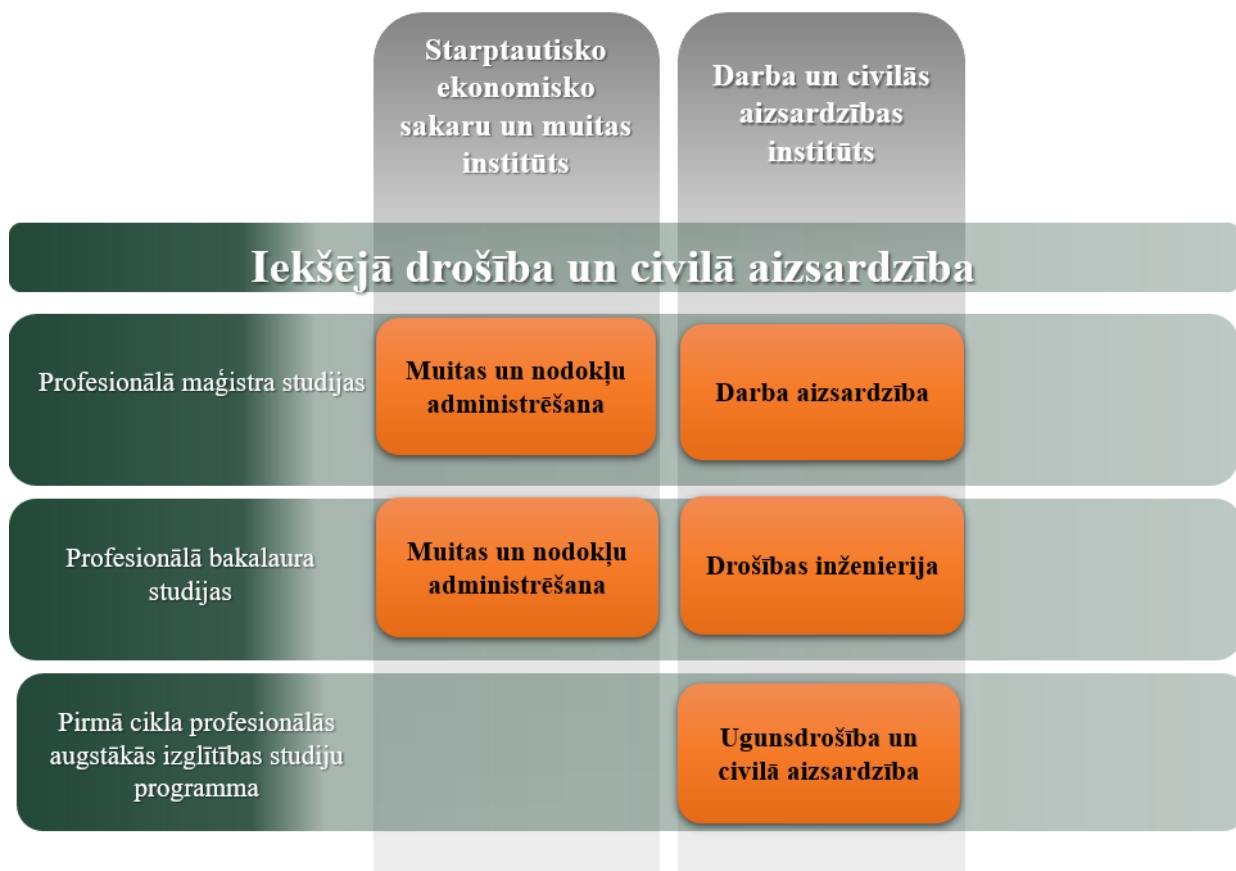 Starptautisko
ekonomisko
sakaru un muitas
institūts
Darba un civilās
aizsardzības
institūts
Iekšējā drošība un civilā aizsardzība
Profesionālā maģistra studijas
Muitas un nodokļu
administrēšana
Darba aizsardzība
Profesionālā bakalaura
studijas
Muitas un nodokļu
administrēšana
Drošības inženierija
Pirmā cikla profesionālās
augstākās izglītības studiju
programma
Ugunsdrošība un
civilā aizsardzība